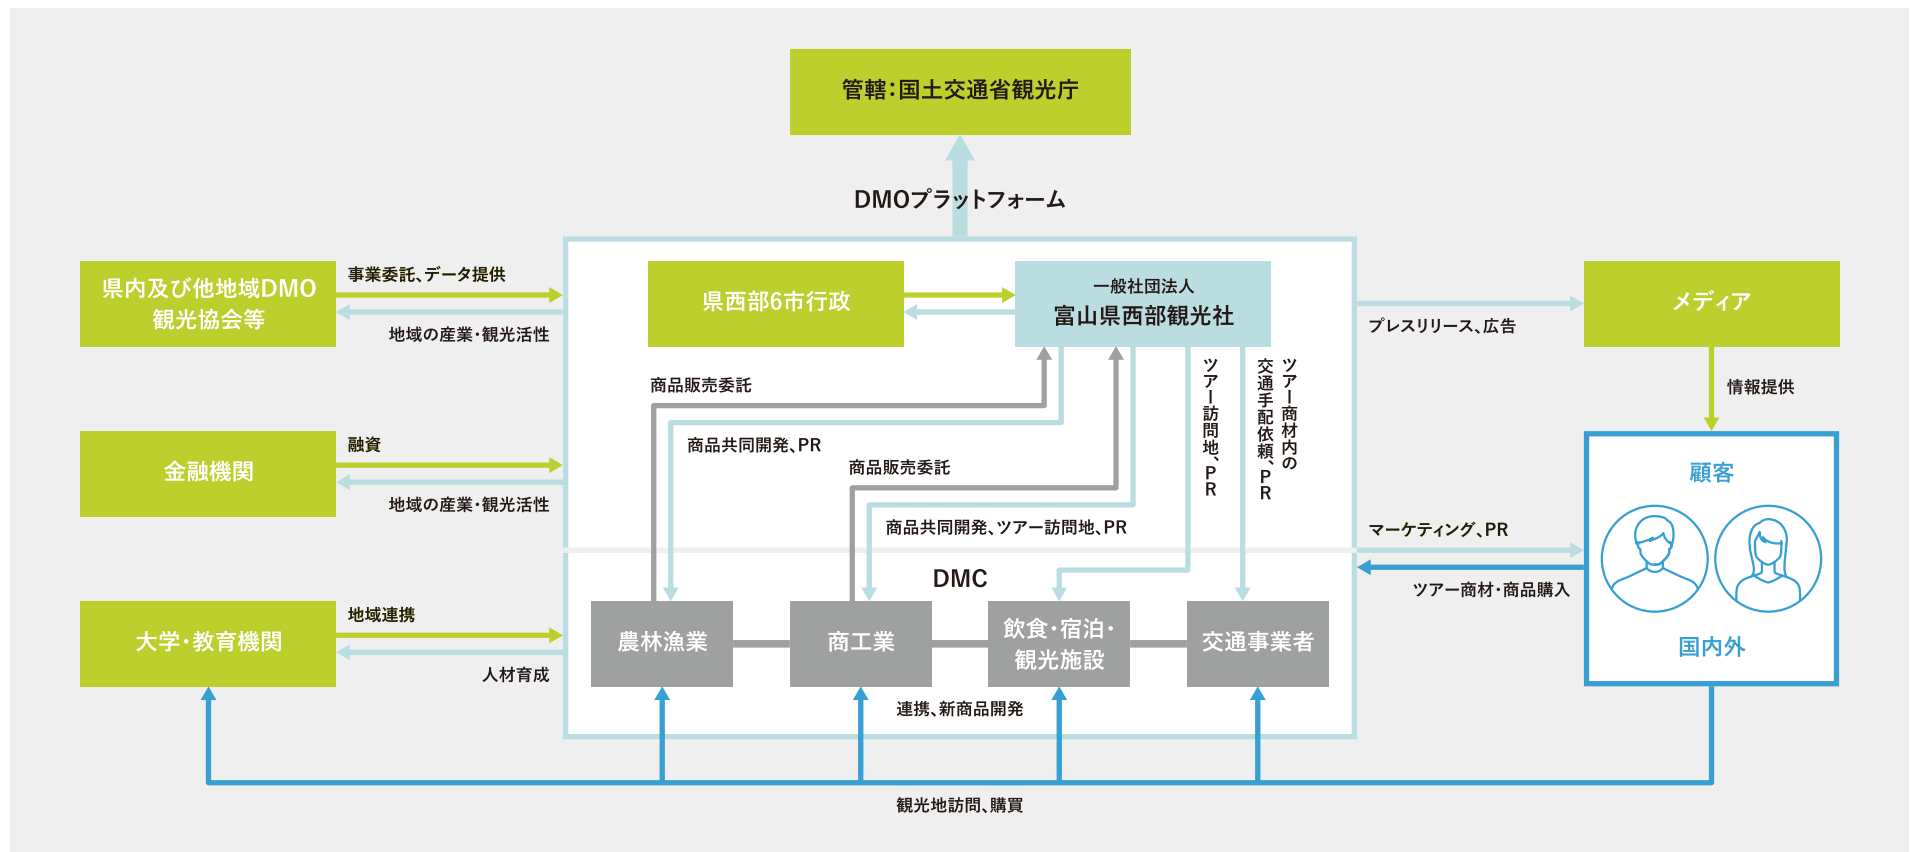 管轄：国土交通省観光庁
DMOプラットフォーム
県内及び他地域DMO
観光協会等
事業委託、データ提供
地域の産業・観光活性
県西部6市行政
一般社団法人
富山県西部観光社
プレスリリース、広告
メディア
情報提供
金融機関
融資
地域の産業・観光活性
商品販売委託
商品共同開発、PR
商品販売委託
商品共同開発、ツアー訪問地、PR
ツアー訪問地、PR
ツアー商材内の
交通手配依頼、PR
顧客
国内外
マーケティング、PR
ツアー商材・商品購入
大学・教育機関
地域連携
人材育成
DMC
農林漁業
商工業
飲食・宿泊・
観光施設
交通事業者
連携、新商品開発
観光地訪問、購買